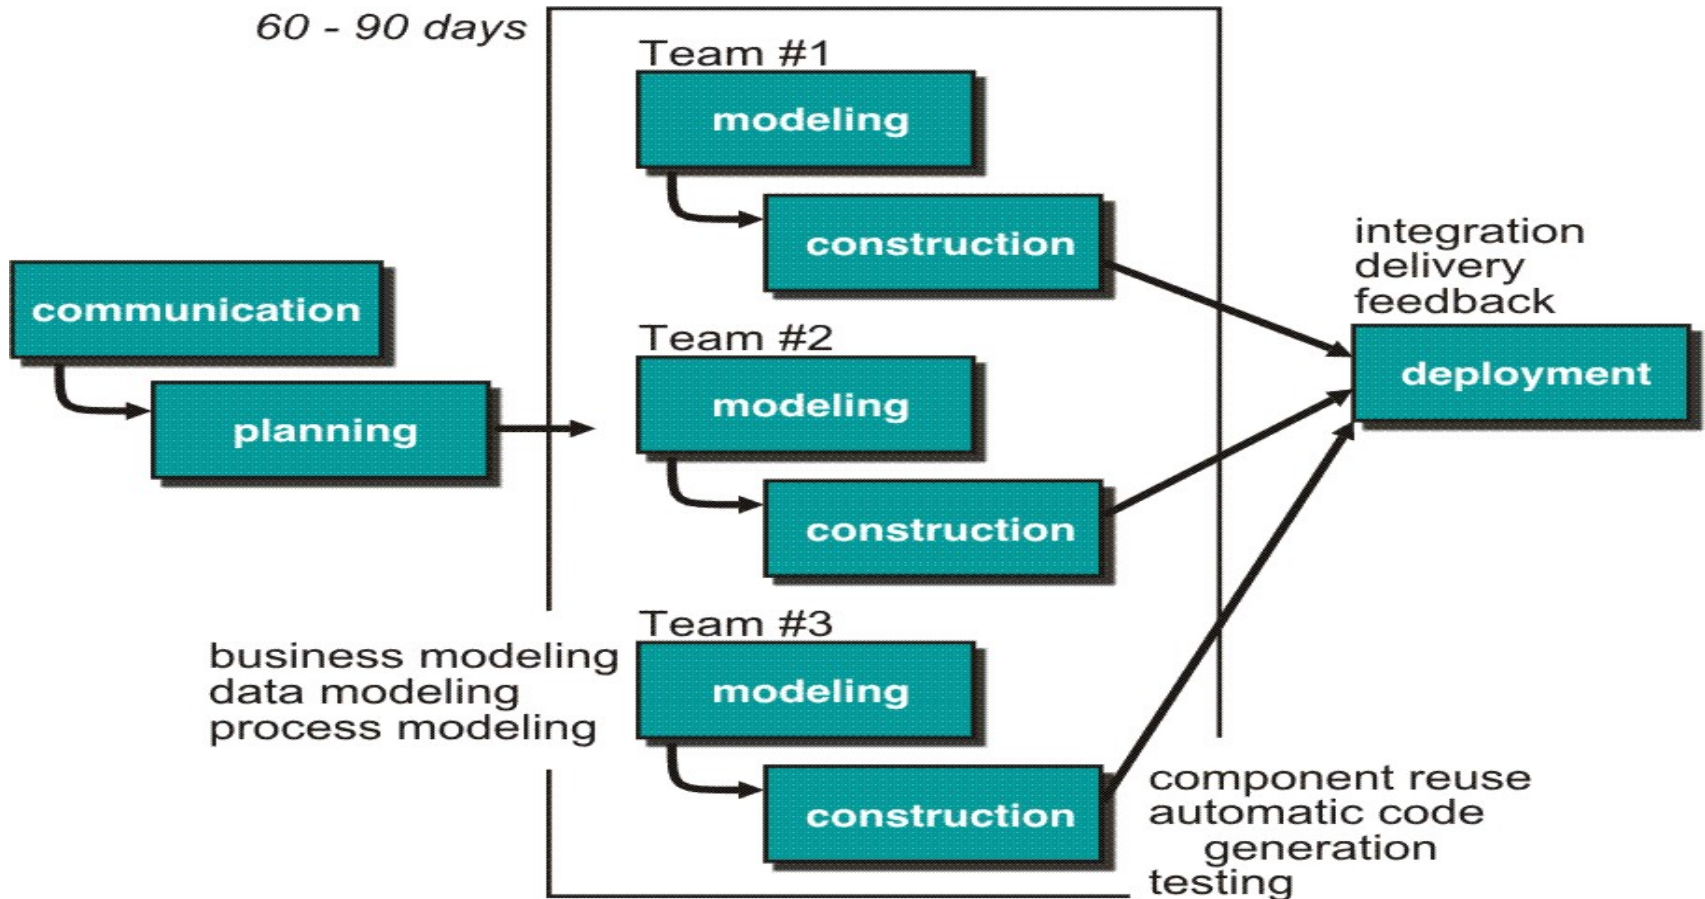 60 - 90 days
communication
planning
Team #1
modeling
construction
Team #2
modeling
construction
Team #3
modeling
construction
business modeling
data modeling
process modeling
component reuse
automatic code
generation
testing
integration
delivery
feedback
deployment